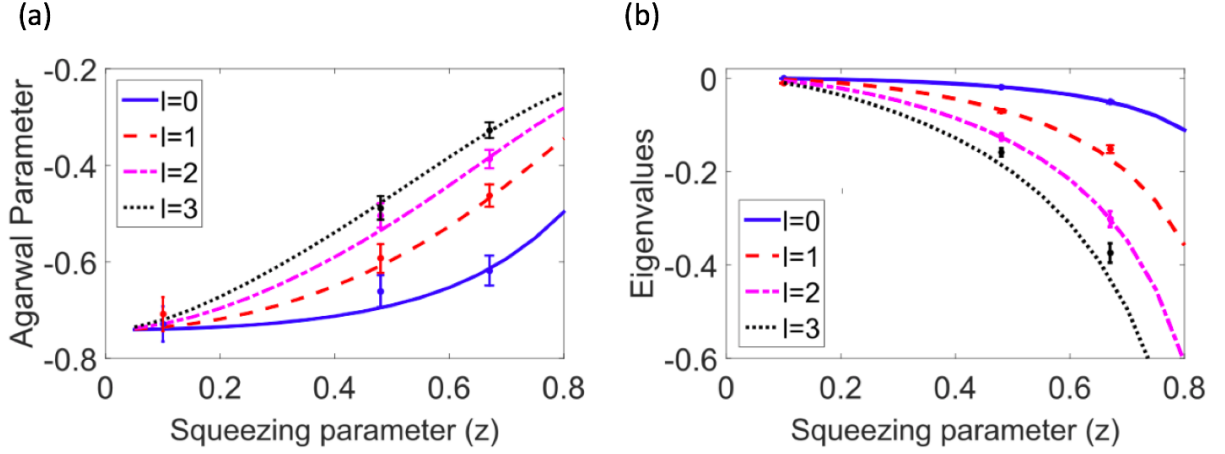 (a)
-0.2
-0.4
-0.6
-0.8
Agarwal Parameter
l=0
l=1
l=2
l=3
0
0.2
0.4
0.6
0.8
Squeezing parameter (z)
(b)
0
-0.2
-0.4
-0.6
Eigenvalues
l=0
l=1
l=2
l=3
0
0.2
0.4
0.6
0.8
Squeezing parameter (z)